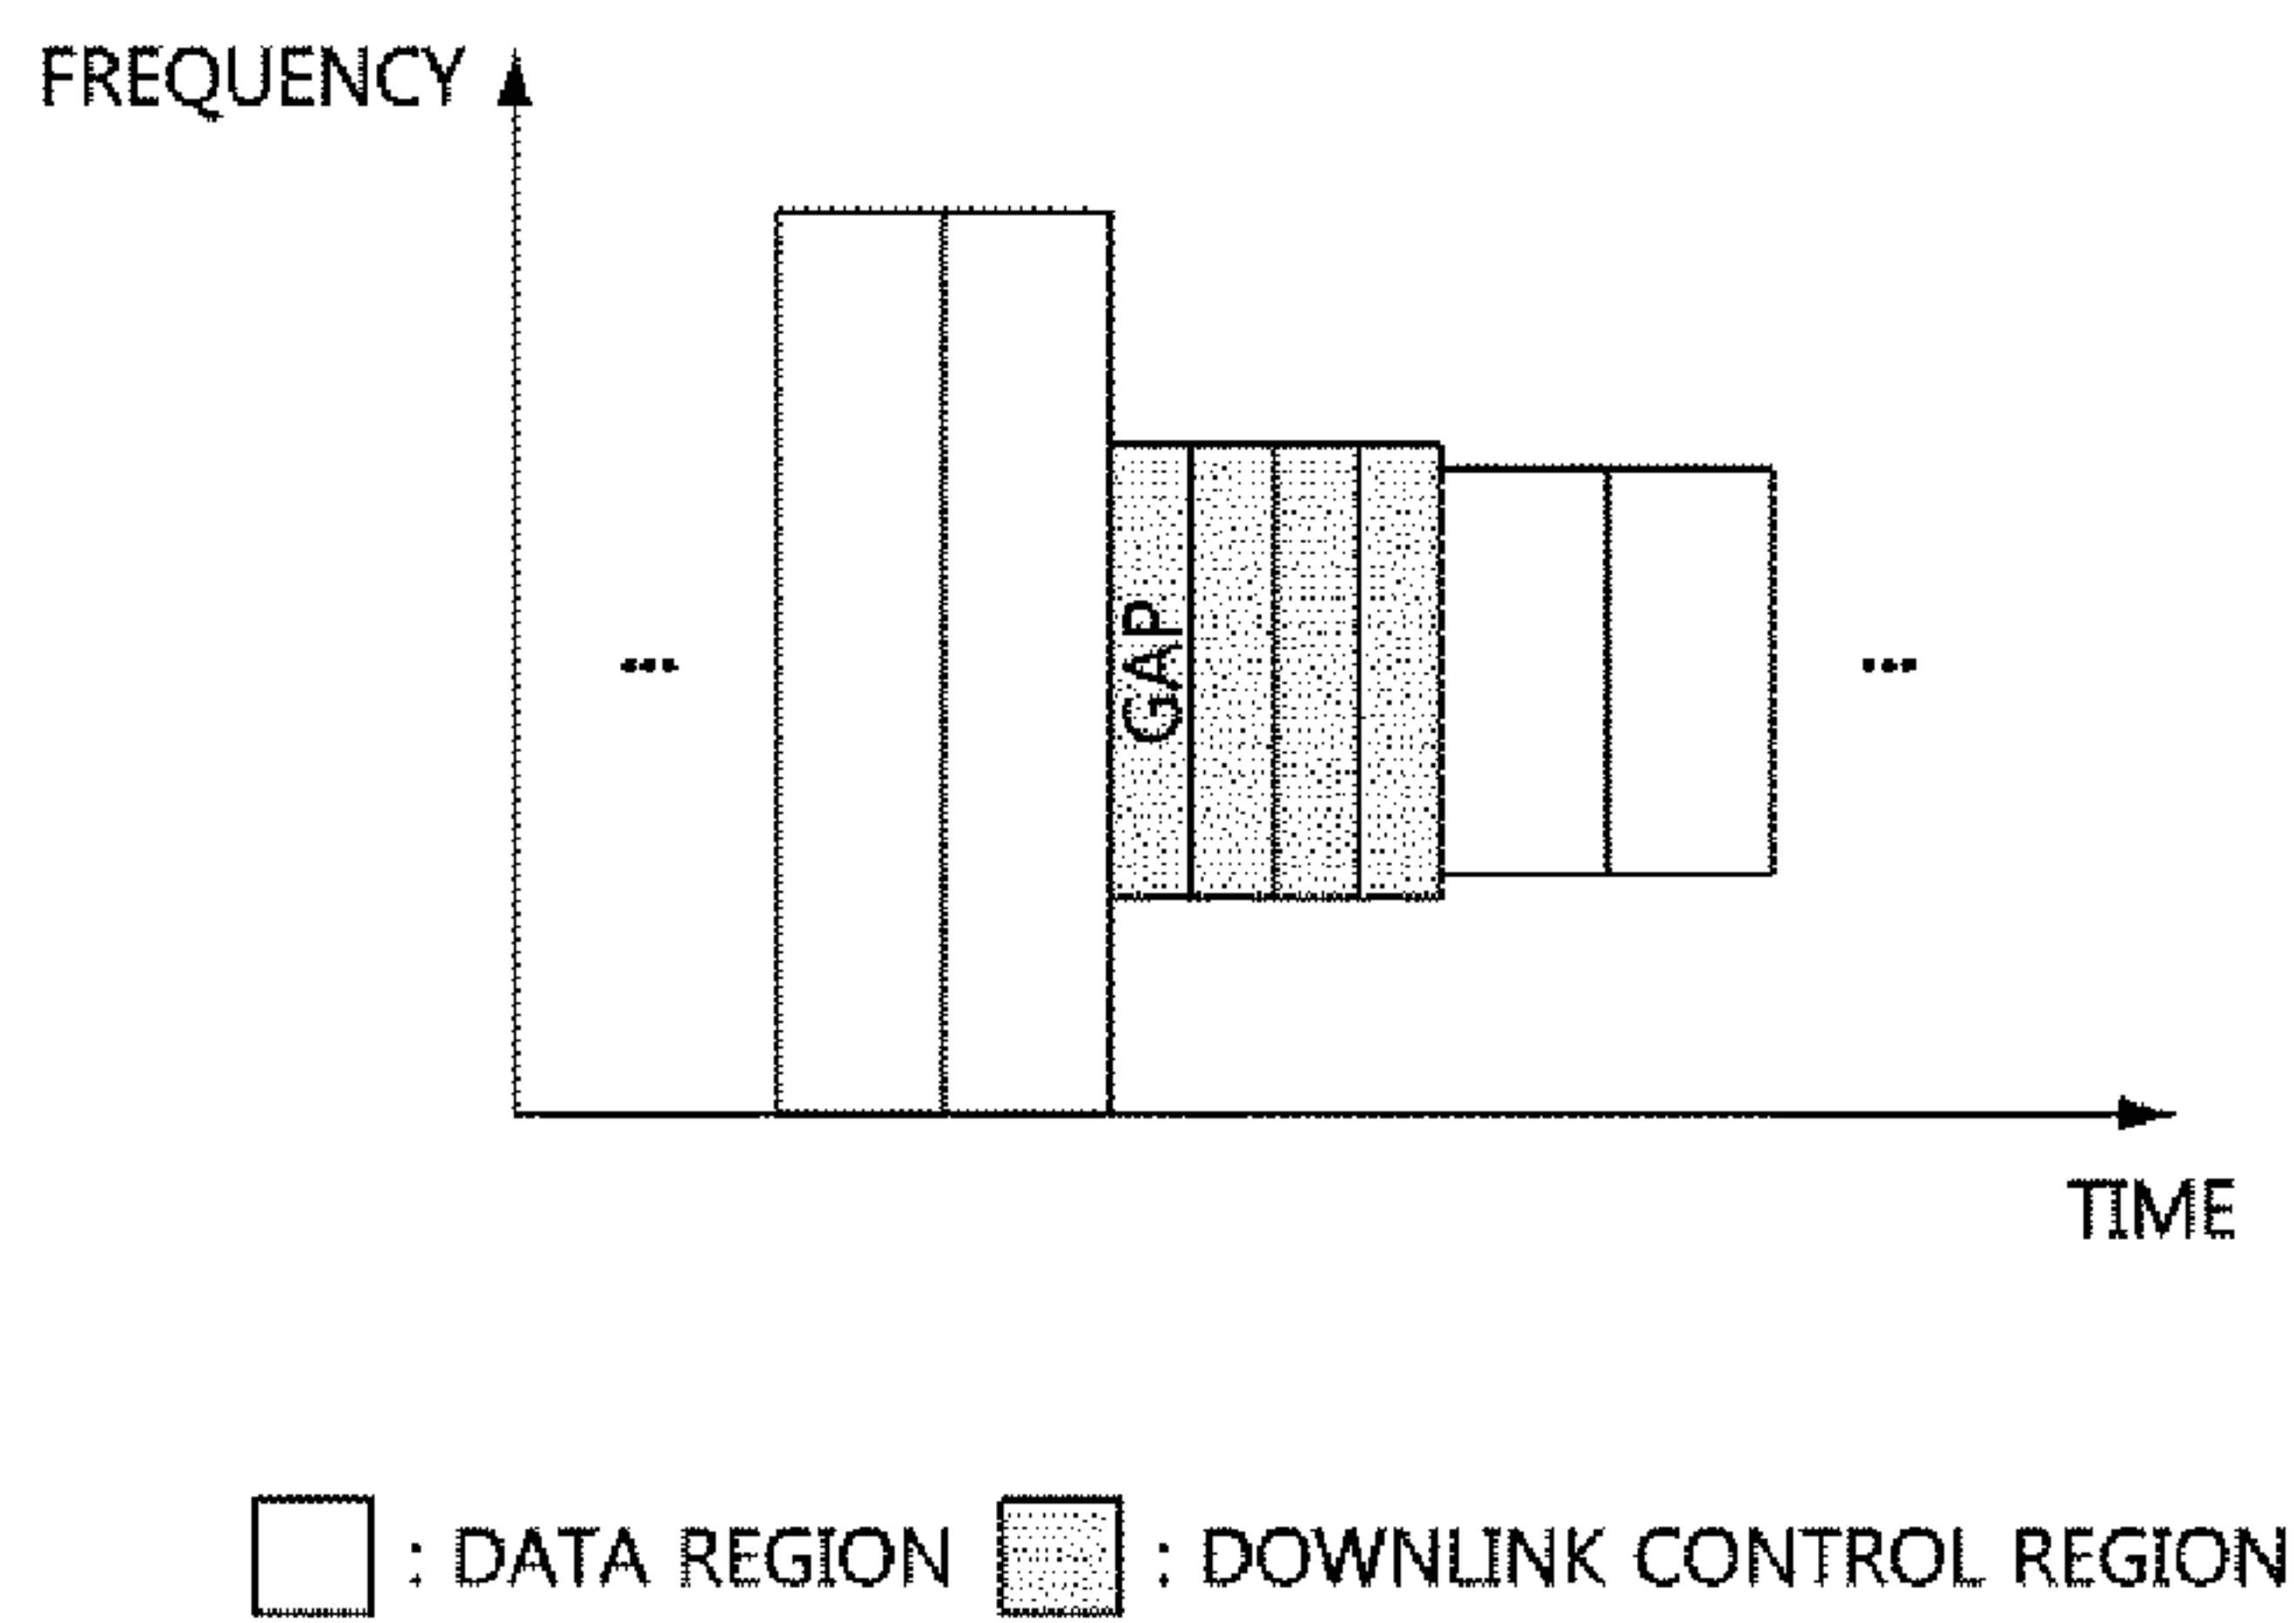 FREQUENCY
...
GAP
...
TIME
: DATA REGION
: DOWNLINK CONTROL REGION